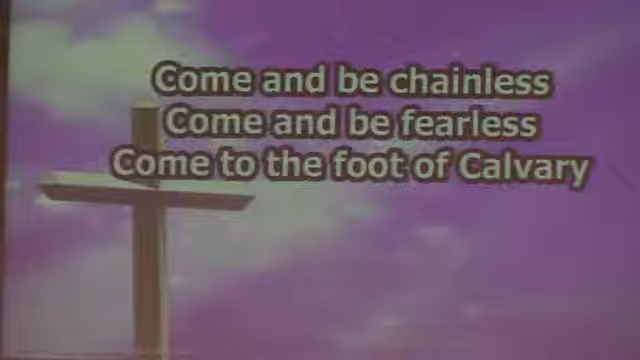 Come and be chainless
Come and be fearless
Come to the foot of Calvary